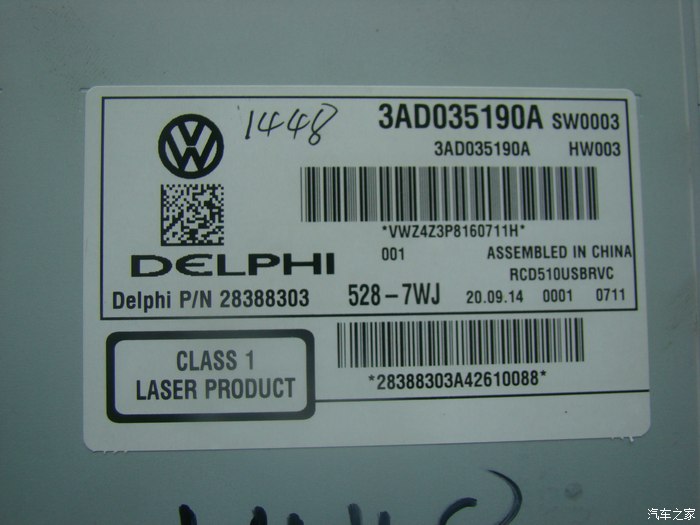 1448
3AD035190A SW0003
3AD035190A HW003
*VWZ4Z3P8160711H*
001 ASSEMBLED IN CHINA
DELPHI
RCD510USBRVC
Delphi P/N 28388303 528-7WJ 20.09.14 0001 0711
CLASS 1
LASER PRODUCT
*28388303A42610088*
汽车之家